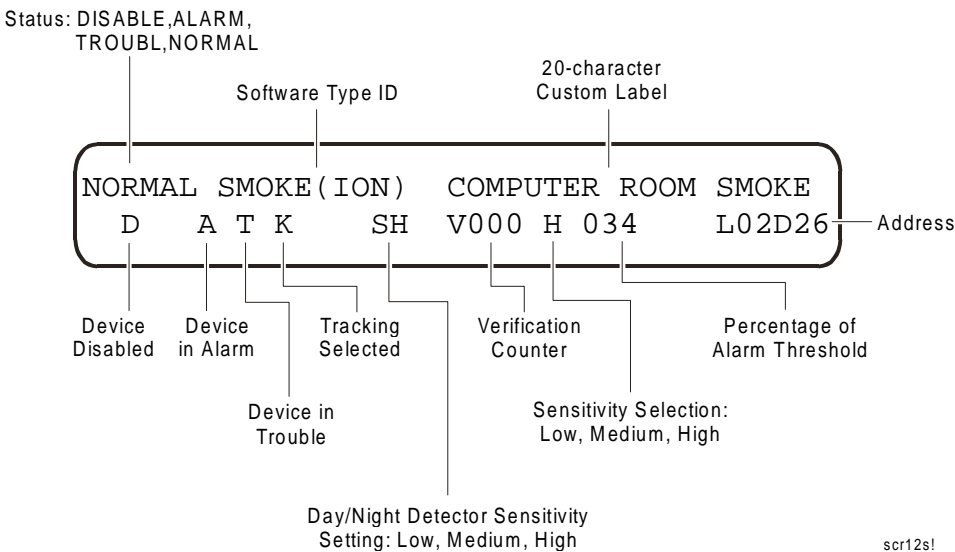 Status: DISABLE,ALARM,
TROUBL,NORMAL
Software Type ID
20-character
Custom Label
NORMAL SMOKE(ION) COMPUTER ROOM SMOKE
D A T K SH V000 H 034 L02D26
Address
Device
Disabled
Device
in Alarm
Tracking
Selected
Verification
Counter
Percentage of
Alarm Threshold
Device in
Trouble
Sensitivity Selection:
Low, Medium, High
Day/Night Detector Sensitivity
Setting: Low, Medium, High
scr12s!